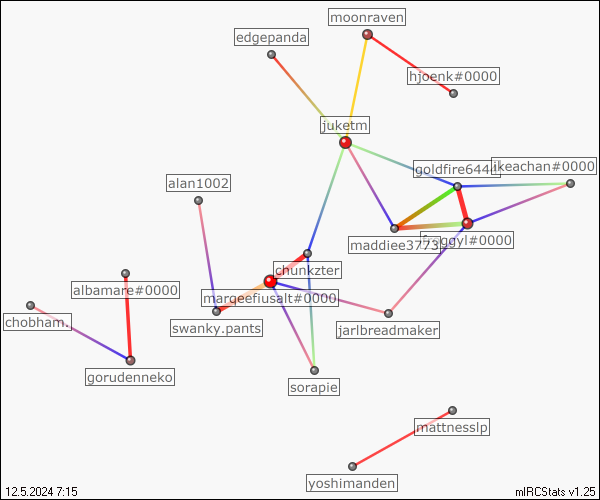 moonraven
edgepanda
hjoenk#0000
juketm
goldfire644
ikeachan#0000
alan1002
maddiee3773
ggyl#0000
chunkzter
albamare#0000
margeefiusalt#0000
chobham.
swanky.pants
jarlbreadmaker
gorudenneko
sorapie
mattnesslp
yoshimanden
12.5.2024 7:15
mIRCStats v1.25